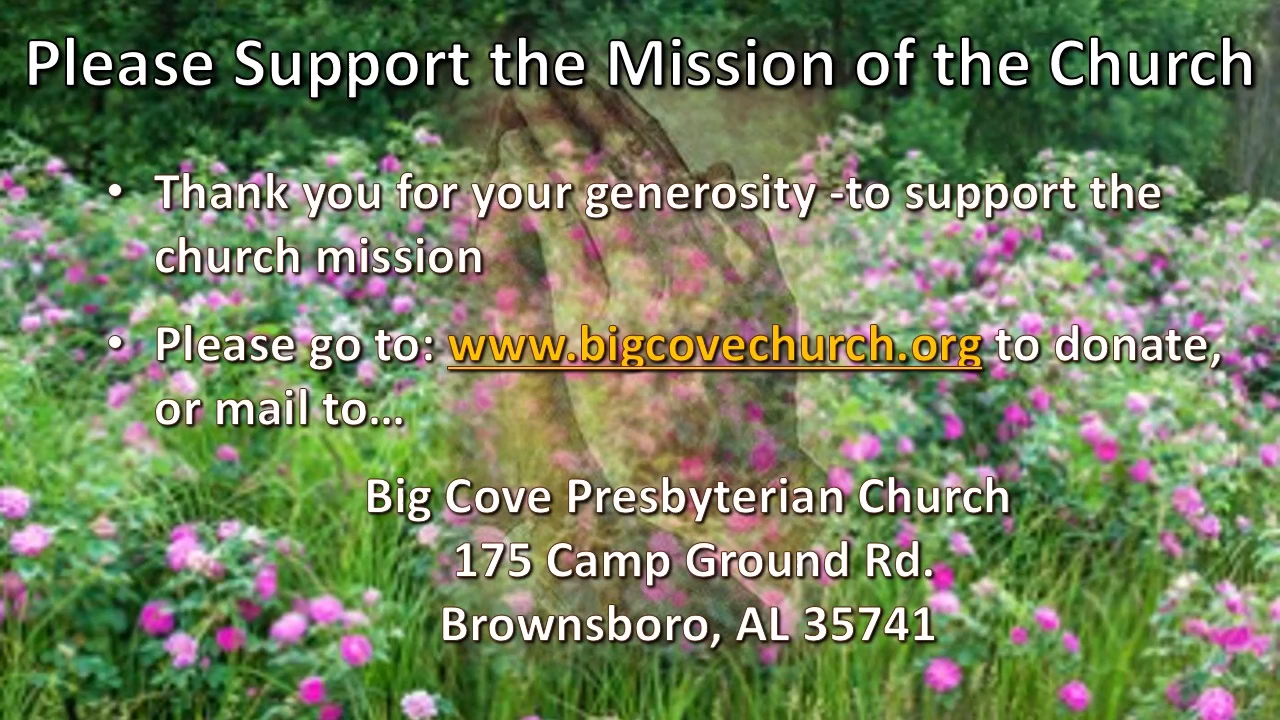 Please Support the Mission of the Church
• Thank you for your generosity -to support the
church mission
• Please go to: www.bigcovechurch.org to donate,
or mail to…
Big Cove Presbyterian Church
175 Camp Ground Rd.
Brownsboro, AL 35741